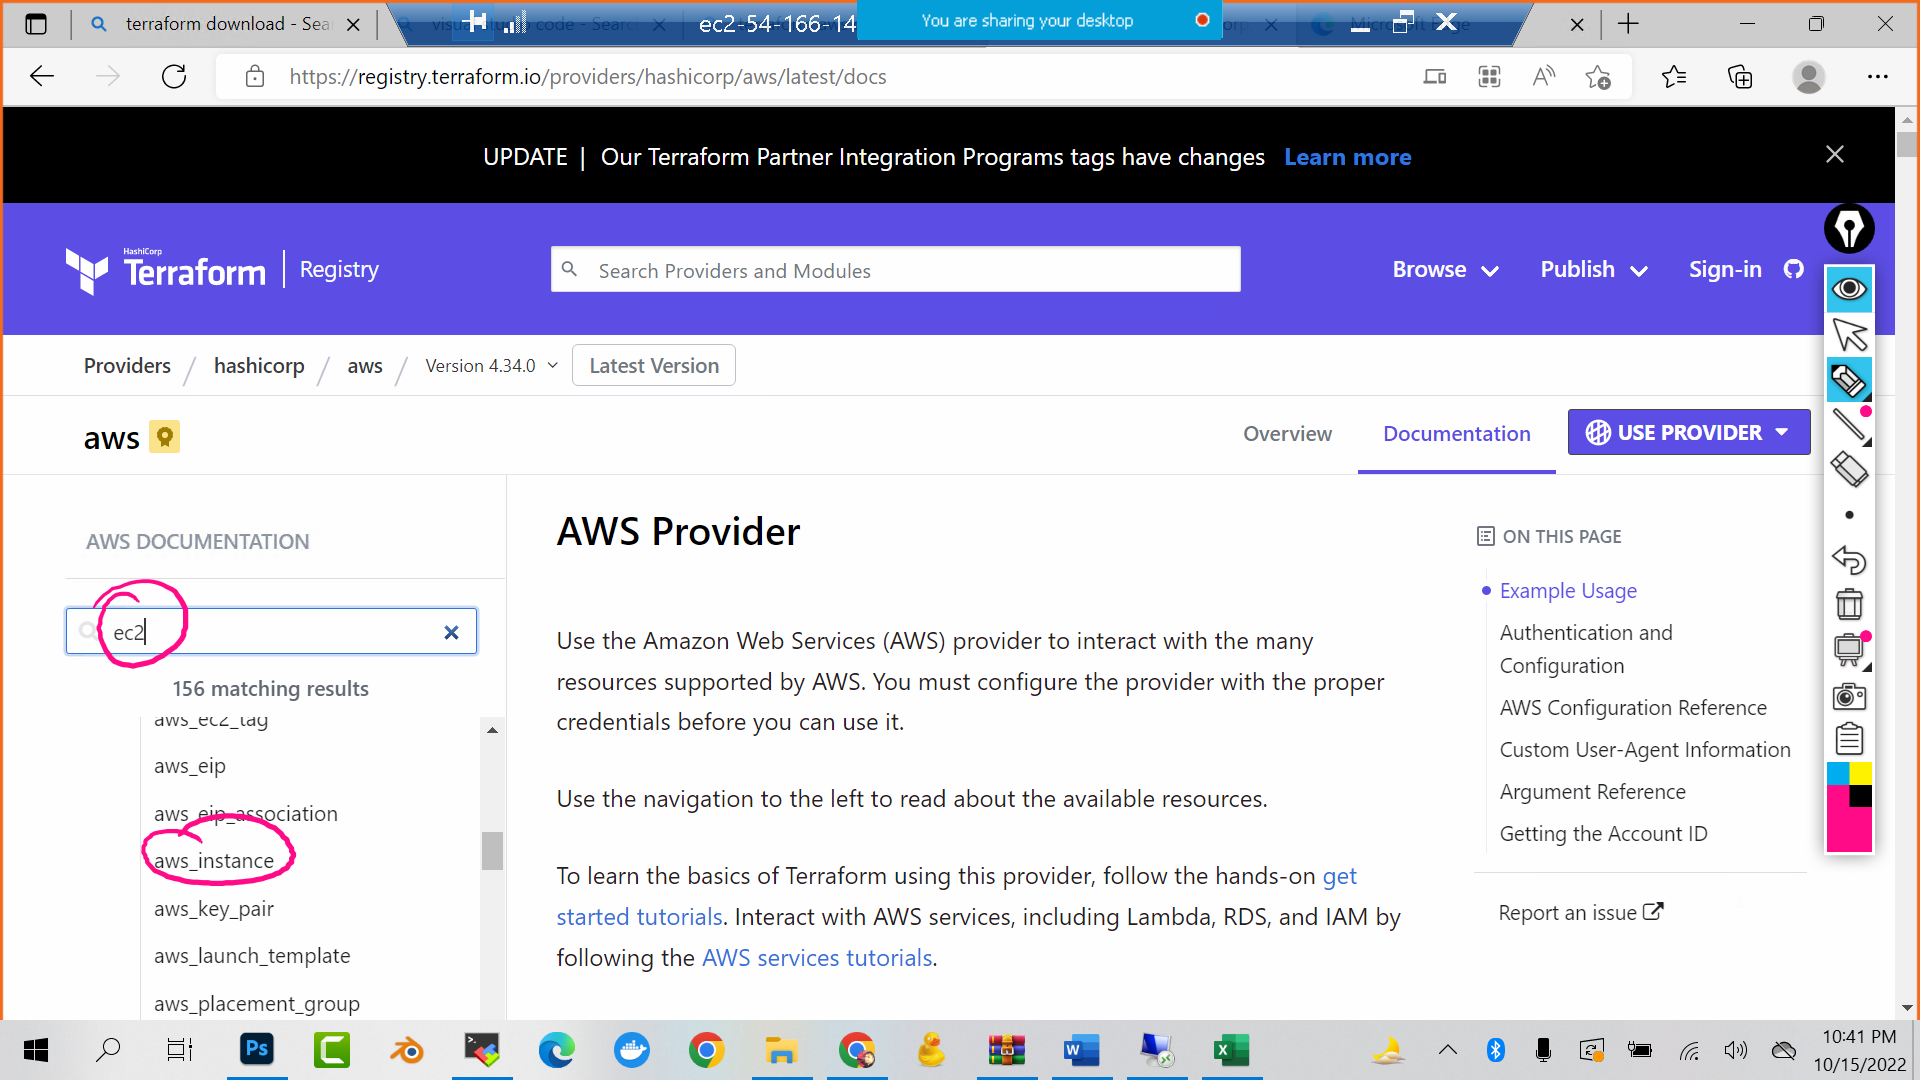 terraform download - Sea
ec2-54-166-14
You are sharing your desktop
https://registry.terraform.io/providers/hashicorp/aws/latest/docs
UPDATE | Our Terraform Partner Integration Programs tags have changes Learn more
HashiCorp
Terraform
Registry
Search Providers and Modules
Browse
Publish
Sign-in
Providers / hashicorp / aws / Version 4.34.0
Latest Version
aws
Overview
Documentation
USE PROVIDER
AWS DOCUMENTATION
ec2
156 matching results
aws_ec2_tag
aws_eip
aws_eip_association
aws_instance
aws_key_pair
aws_launch_template
aws_placement_group
AWS Provider
Use the Amazon Web Services (AWS) provider to interact with the many
resources supported by AWS. You must configure the provider with the proper
credentials before you can use it.
Use the navigation to the left to read about the available resources.
To learn the basics of Terraform using this provider, follow the hands-on get
started tutorials. Interact with AWS services, including Lambda, RDS, and IAM by
following the AWS services tutorials.
ON THIS PAGE
Example Usage
Authentication and
Configuration
AWS Configuration Reference
Custom User-Agent Information
Argument Reference
Getting the Account ID
Report an issue
10:41 PM
10/15/2022